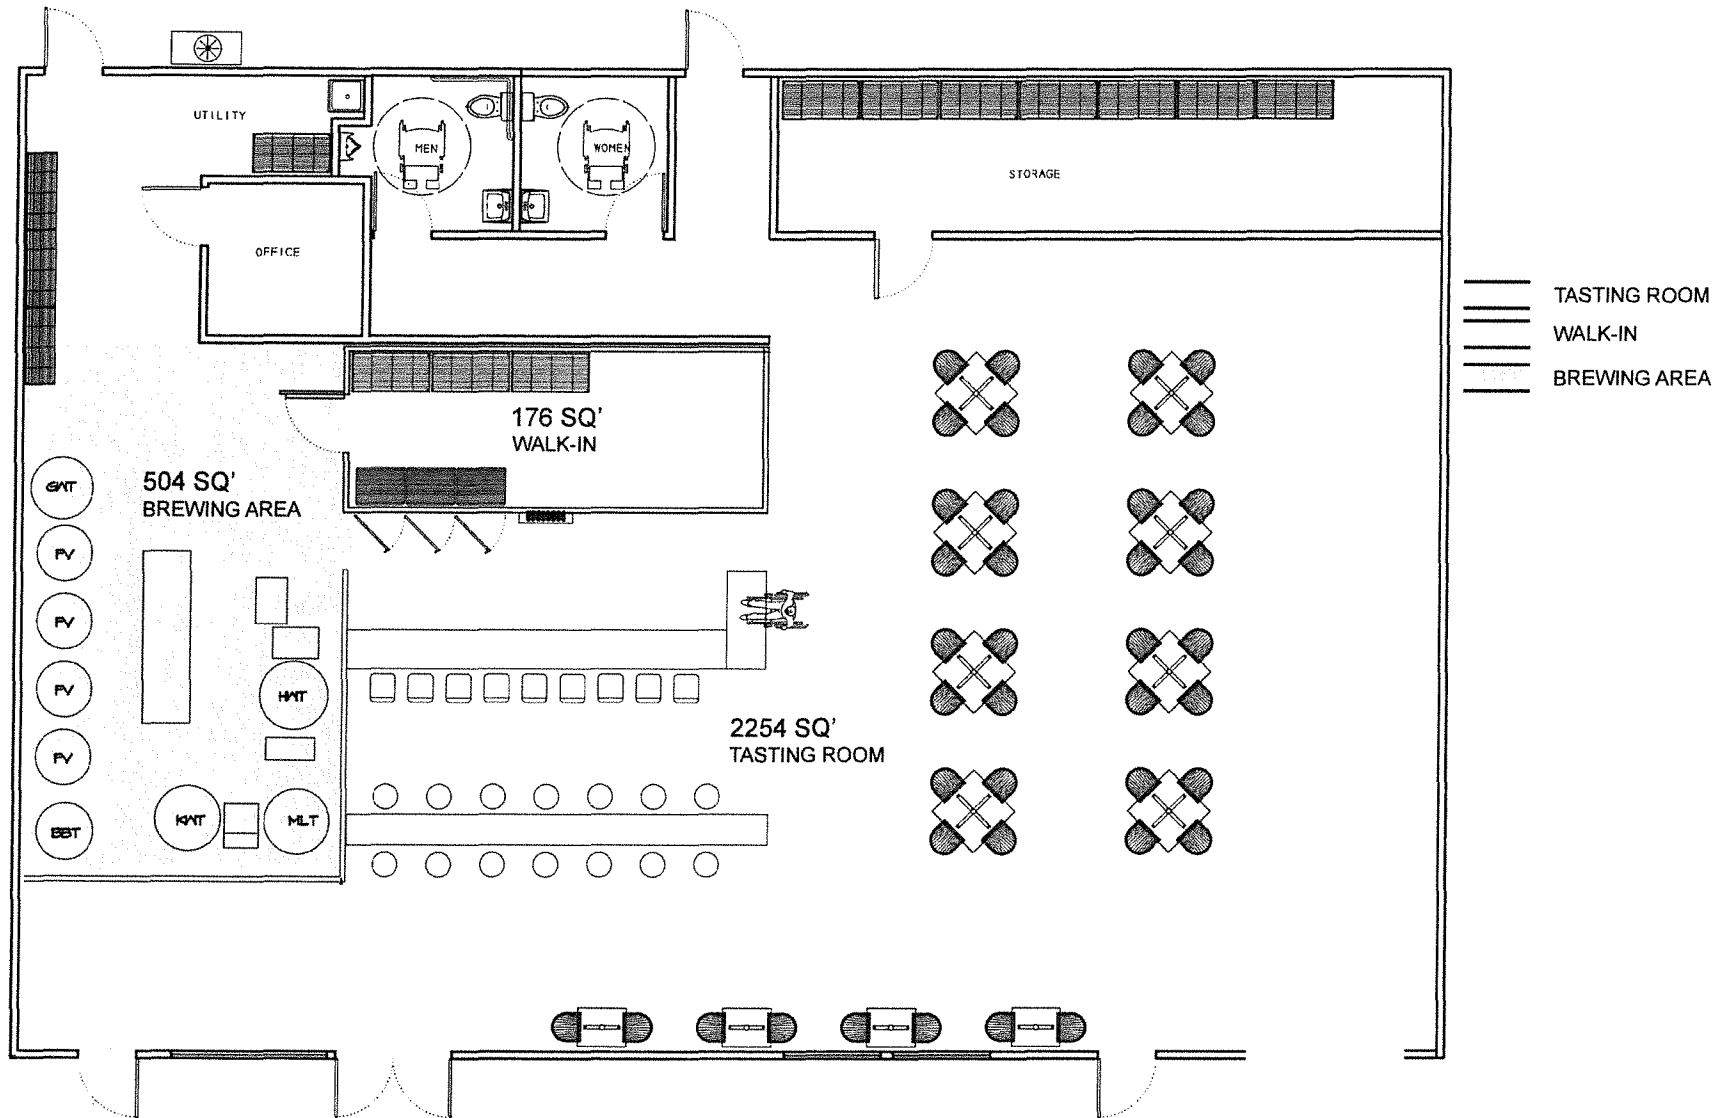 UTILITY
MEN
WOMEN
STORAGE
OFFICE
TASTING ROOM
WALK-IN
BREWING AREA
176 SQ'
WALK-IN
504 SQ'
BREWING AREA
GWT
FV
FV
FV
FV
BBT
HWT
KWT
MLT
2254 SQ'
TASTING ROOM